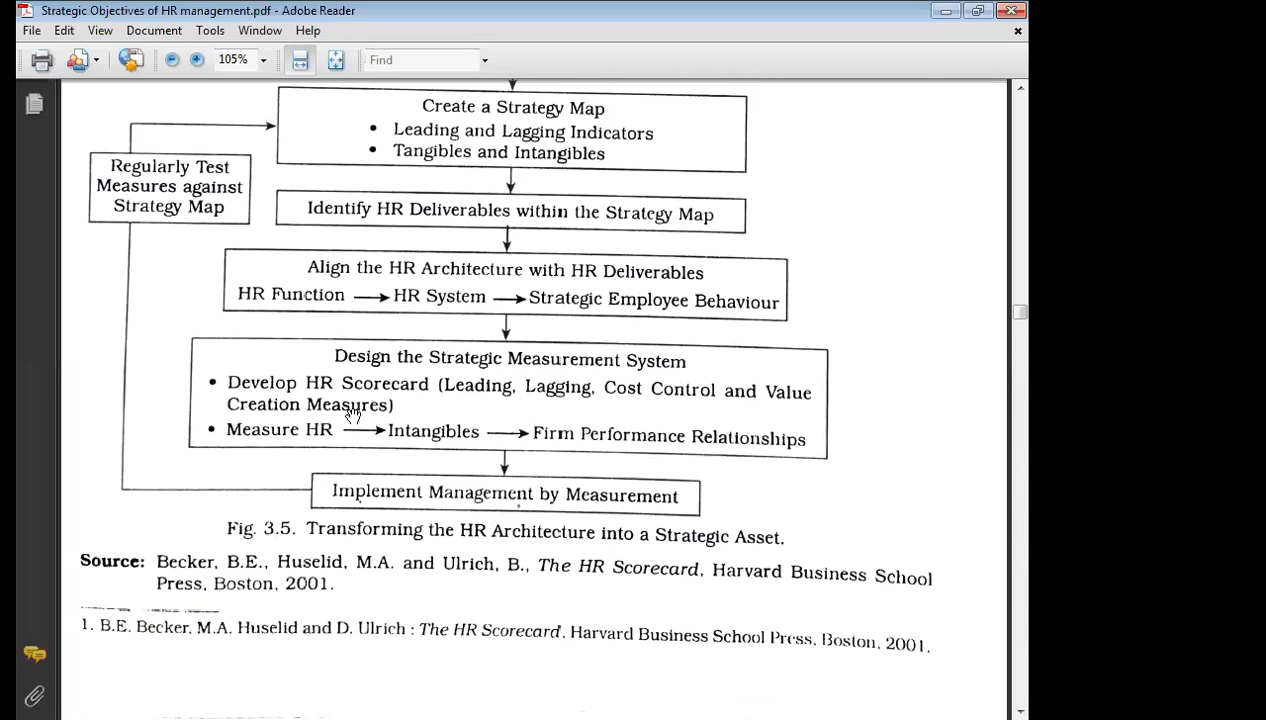 Strategic Objectives of HR management.pdf - Adobe Reader
File Edit View Document Tools Window Help
105% Find
Create a Strategy Map
• Leading and Lagging Indicators
• Tangibles and Intangibles
Regularly Test
Measures against
Strategy Map
Identify HR Deliverables within the Strategy Map
Align the HR Architecture with HR Deliverables
HR Function → HR System → Strategic Employee Behaviour
Design the Strategic Measurement System
• Develop HR Scorecard (Leading, Lagging, Cost Control and Value
Creation Measures)
• Measure HR → Intangibles → Firm Performance Relationships
Implement Management by Measurement
Fig. 3.5. Transforming the HR Architecture into a Strategic Asset.
Source: Becker, B.E., Huselid, M.A. and Ulrich, B., The HR Scorecard, Harvard Business School
Press, Boston, 2001.
1. B.E. Becker, M.A. Huselid and D. Ulrich : The HR Scorecard, Harvard Business School Press, Boston, 2001.